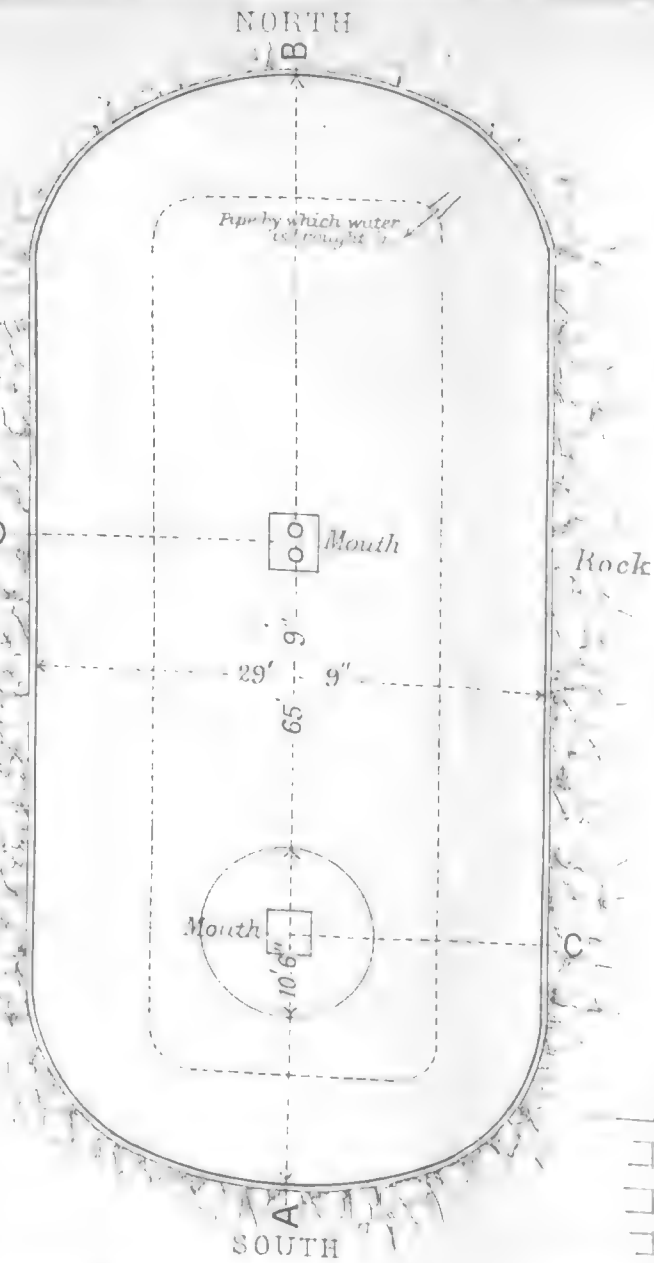 NORTH
B
Pipe by which water
is brought
Mouth
Rock
9"
29' 9"
65'
Mouth
C
10'6"
A
SOUTH